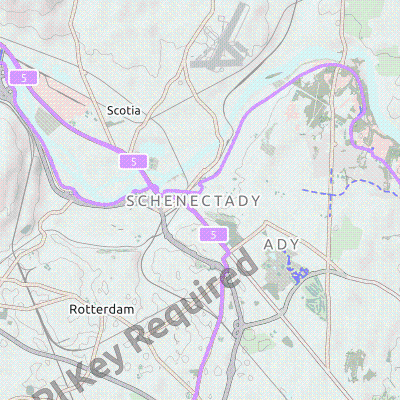 5
Scotia
5
SCHENECTADY
5
ADY
Rotterdam
PI Key Required